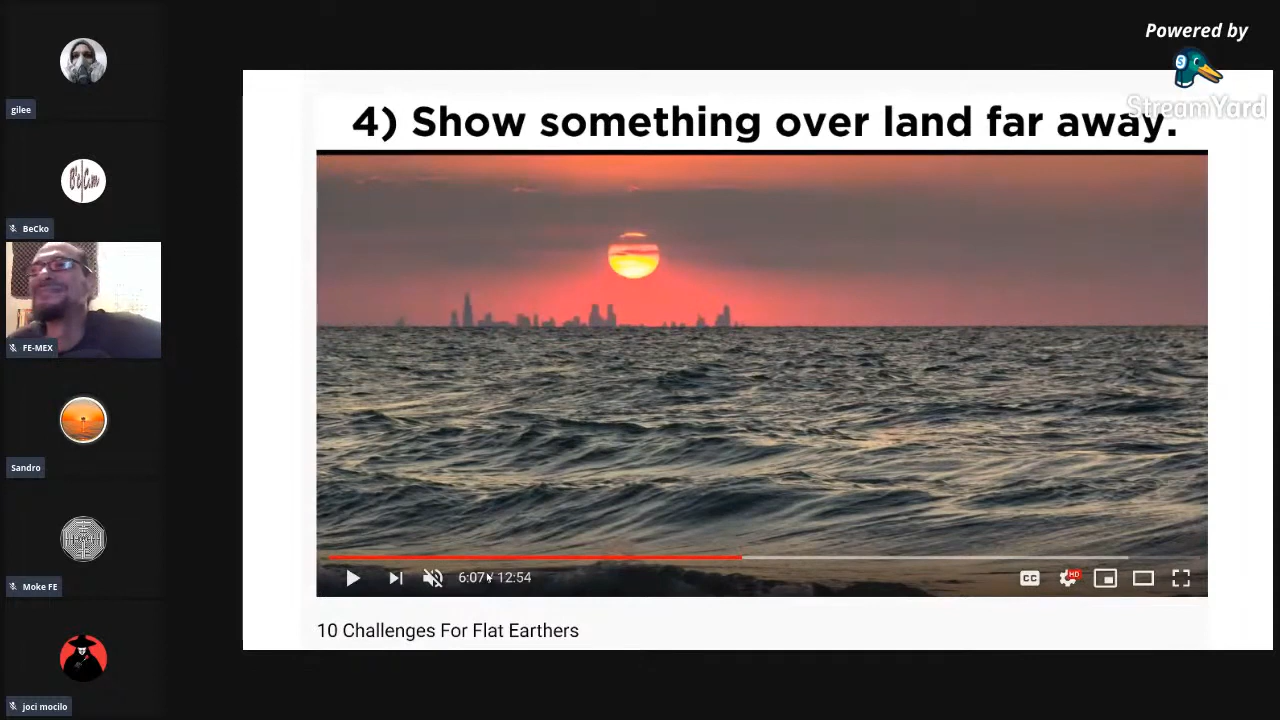 Powered by
StreamYard
4) Show something over land far away.
gilee
BeCko
FE-MEX
Sandro
Moke FE
joci mocilo
6:07 / 12:54
CC
HD
10 Challenges For Flat Earthers